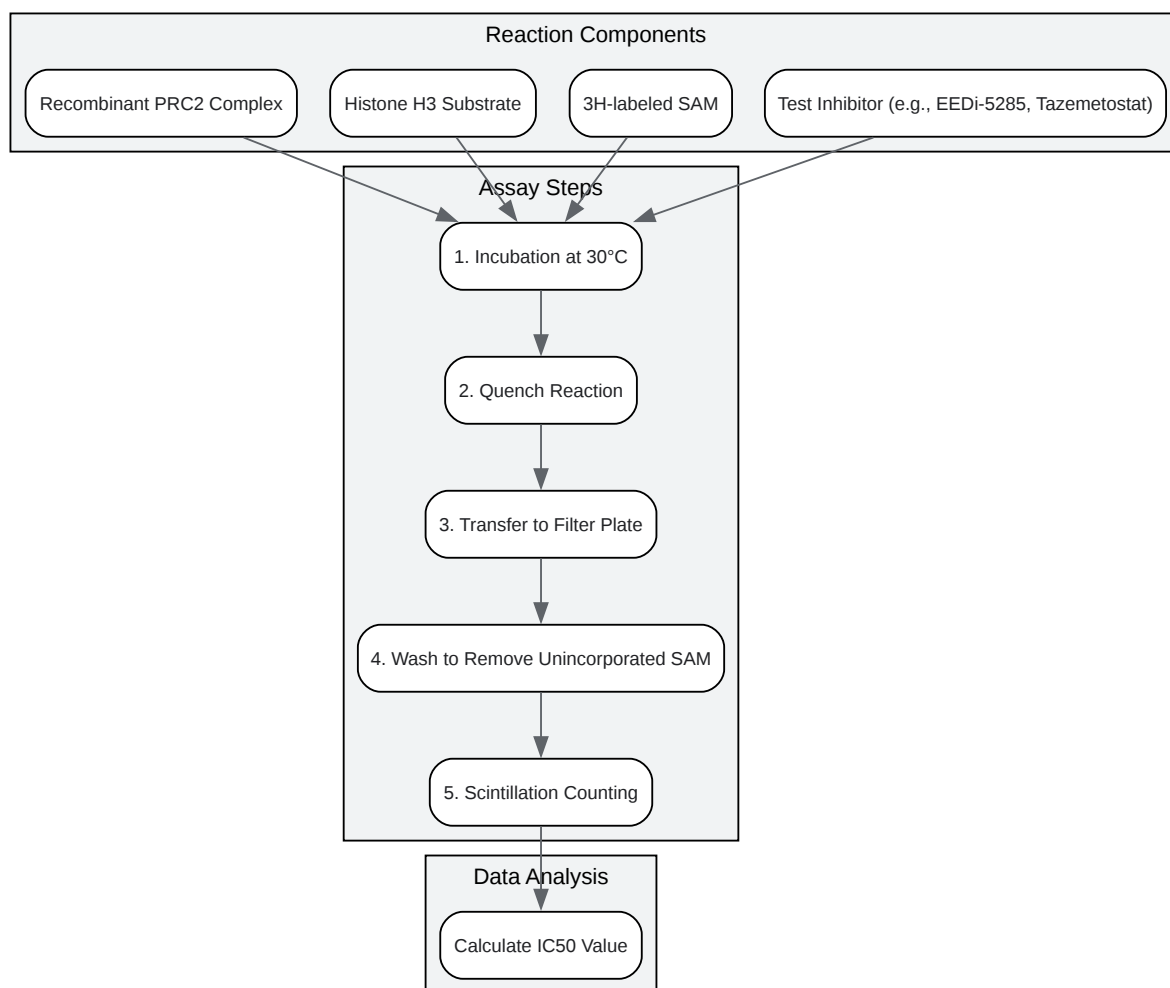 Reaction Components
Recombinant PRC2 Complex
Histone H3 Substrate
3H-labeled SAM
Test Inhibitor (e.g., EEDi-5285, Tazemetostat)
Assay Steps
1. Incubation at 30°C
2. Quench Reaction
3. Transfer to Filter Plate
4. Wash to Remove Unincorporated SAM
5. Scintillation Counting
Data Analysis
Calculate IC50 Value